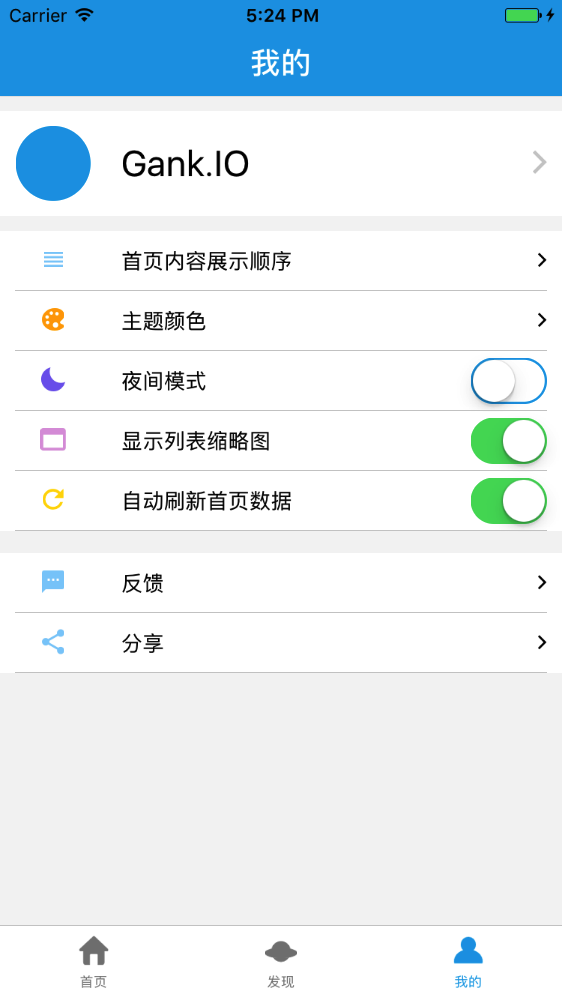 Carrier 5:24 PM
我的
Gank.IO
首页内容展示顺序
主题颜色
夜间模式
显示列表缩略图
自动刷新首页数据
反馈
分享
首页 发现 我的